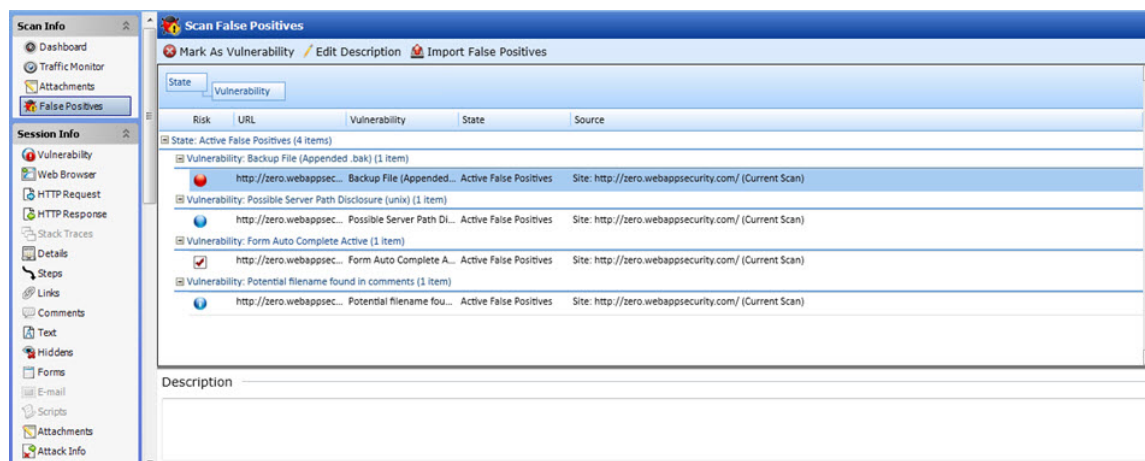 Scan Info
Dashboard
Traffic Monitor
Attachments
False Positives
Session Info
Vulnerability
Web Browser
HTTP Request
HTTP Response
Stack Traces
Details
Steps
Links
Comments
Text
Hiddens
Forms
E-mail
Scripts
Attachments
Attack Info
Scan False Positives
Mark As Vulnerability Edit Description Import False Positives
State
Vulnerability
Risk URL Vulnerability State Source
State: Active False Positives (4 items)
Vulnerability: Backup File (Appended .bak) (1 item)
http://zero.webappsec... Backup File (Appended... Active False Positives Site: http://zero.webappsecurity.com/ (Current Scan)
Vulnerability: Possible Server Path Disclosure (unix) (1 item)
http://zero.webappsec... Possible Server Path Di... Active False Positives Site: http://zero.webappsecurity.com/ (Current Scan)
Vulnerability: Form Auto Complete Active (1 item)
http://zero.webappsec... Form Auto Complete A... Active False Positives Site: http://zero.webappsecurity.com/ (Current Scan)
Vulnerability: Potential filename found in comments (1 item)
http://zero.webappsec... Potential filename fou... Active False Positives Site: http://zero.webappsecurity.com/ (Current Scan)
Description